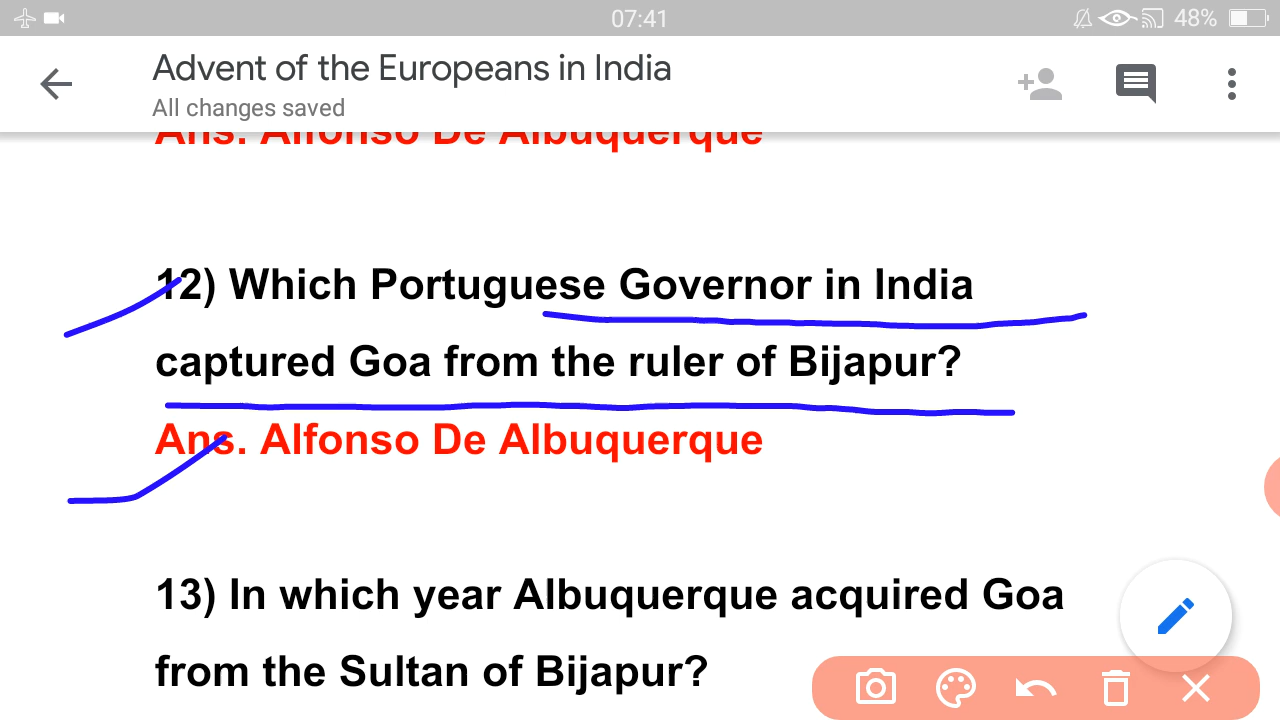 07:41
48%
Advent of the Europeans in India
All changes saved
Ans. Alfonso De Albuquerque
12) Which Portuguese Governor in India
captured Goa from the ruler of Bijapur?
Ans. Alfonso De Albuquerque
13) In which year Albuquerque acquired Goa
from the Sultan of Bijapur?